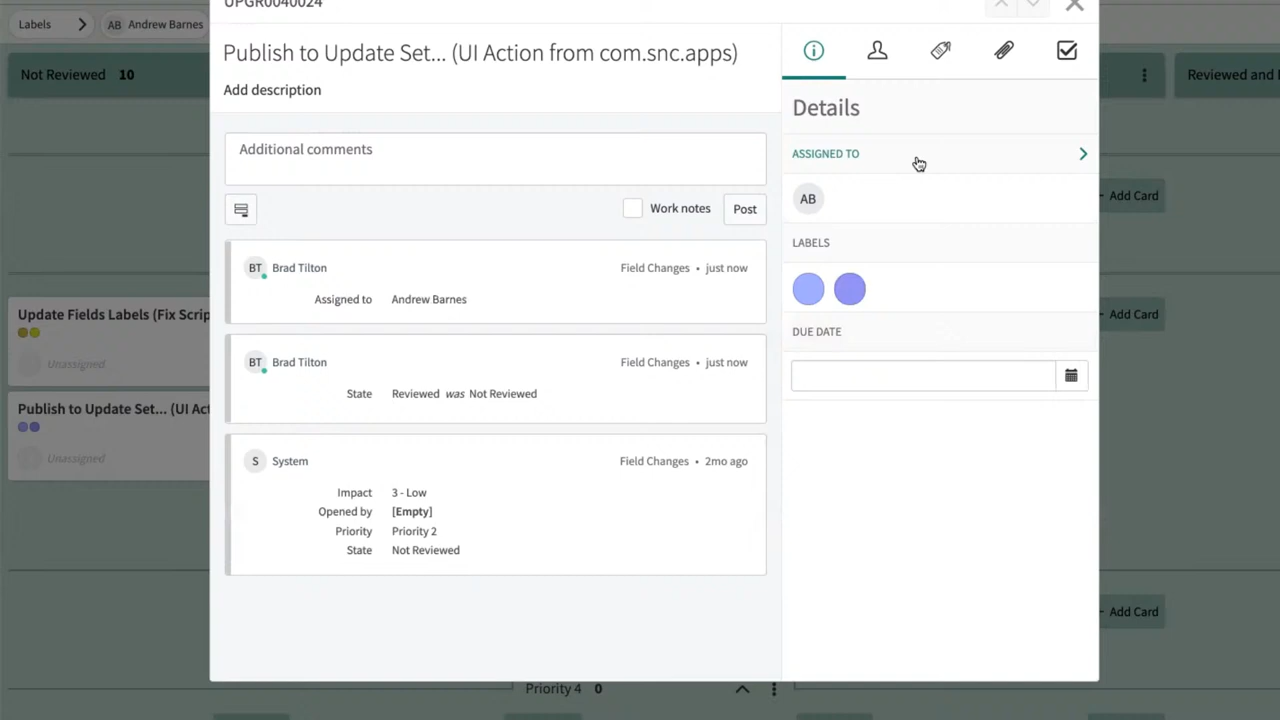 UPGR0040024
Labels
AB Andrew Barnes
Not Reviewed 10
Reviewed and
Publish to Update Set... (UI Action from com.snc.apps)
Add description
Additional comments
Work notes
Post
BT Brad Tilton
Field Changes • just now
Assigned to Andrew Barnes
BT Brad Tilton
Field Changes • just now
State Reviewed was Not Reviewed
S System
Field Changes • 2mo ago
Impact 3 - Low
Opened by [Empty]
Priority Priority 2
State Not Reviewed
Details
ASSIGNED TO
AB
LABELS
DUE DATE
Add Card
Update Fields Labels (Fix Scrip
Unassigned
Add Card
Publish to Update Set... (UI Act
Unassigned
Add Card
Priority 4 0